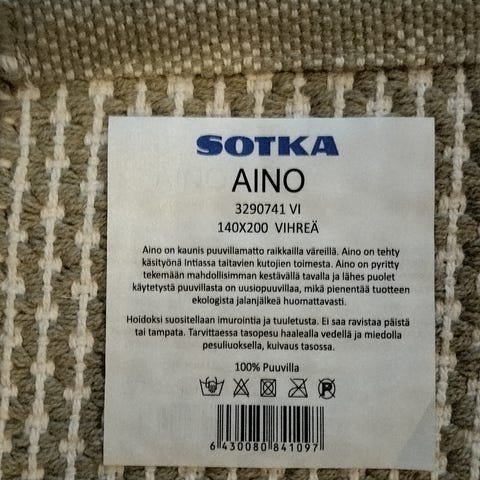 SOTKA
AINO
3290741 VI
140X200 VIHREÄ
Aino on kaunis puuvillamatto raikkailla väreillä. Aino on tehty
käsityönä Intiassa taitavien kutojien toimesta. Aino on pyritty
tekemään mahdollisimman kestävällä tavalla ja lähes puolet
käytetystä puuvillasta on uusiopuuvillaa, mikä pienentää tuotteen
ekologista jalanjälkeä huomattavasti.
Hoidoksi suositellaan imurointia ja tuuletusta. Ei saa ravistaa päistä
tai tampata. Tarvittaessa tasopesu haalealla vedellä ja miedolla
pesuliuoksella, kuivaus tasossa.
100% Puuvilla
P
6 430080 841097